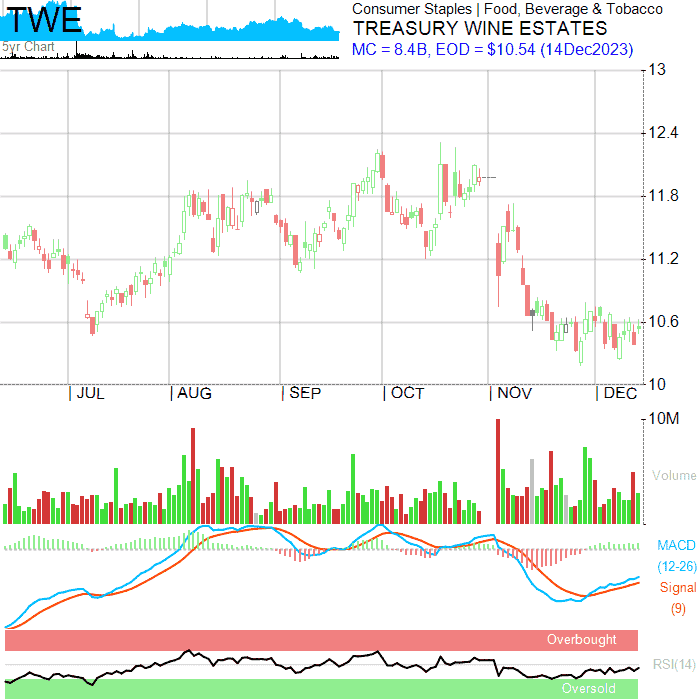 TWE
5yr Chart
Consumer Staples | Food, Beverage & Tobacco
TREASURY WINE ESTATES
MC = 8.4B, EOD = $10.54 (14Dec2023)
13
12.4
11.8
11.2
10.6
10
JUL AUG SEP OCT NOV DEC
10M
Volume
MACD
(12-26)
Signal
(9)
Overbought
RSI(14)
Oversold